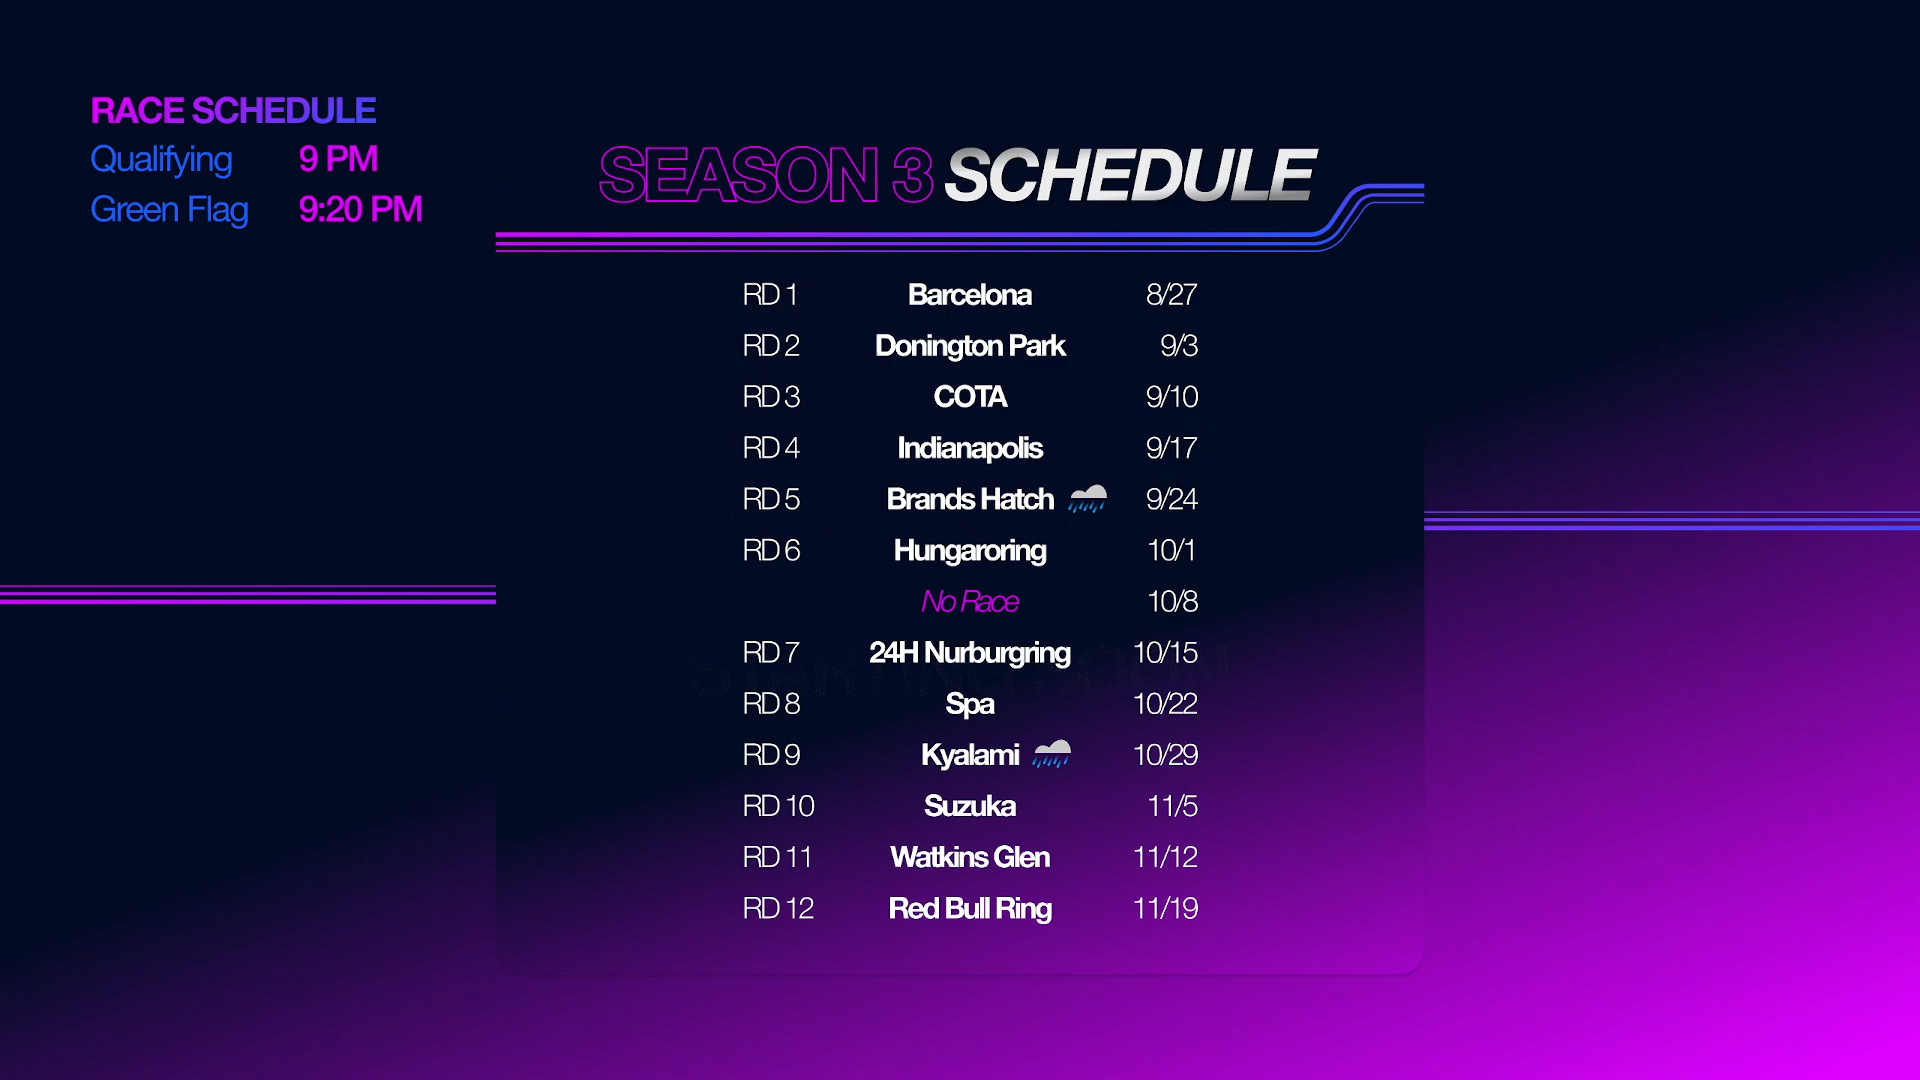 RACE SCHEDULE
Qualifying 9 PM
Green Flag 9:20 PM
SEASON 3 SCHEDULE
RD 1 Barcelona 8/27
RD 2 Donington Park 9/3
RD 3 COTA 9/10
RD 4 Indianapolis 9/17
RD 5 Brands Hatch 9/24
RD 6 Hungaroring 10/1
No Race 10/8
RD 7 24H Nurburgring 10/15
STARTING SOON
RD 8 Spa 10/22
RD 9 Kyalami 10/29
RD 10 Suzuka 11/5
RD 11 Watkins Glen 11/12
RD 12 Red Bull Ring 11/19